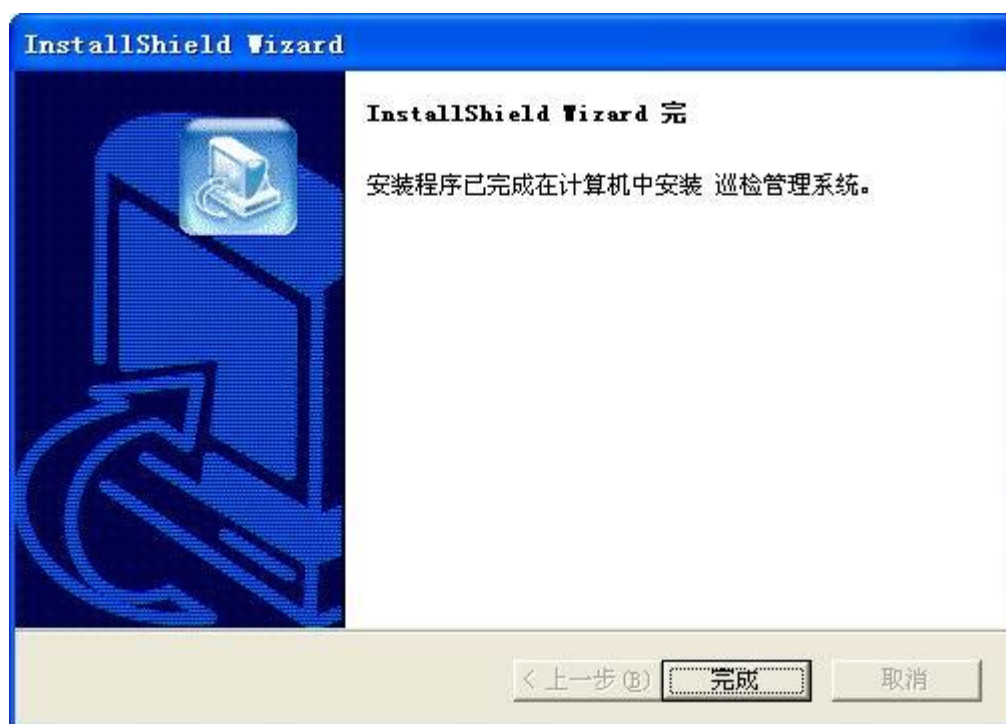 InstallShield Wizard
InstallShield Wizard 完
安装程序已完成在计算机中安装 巡检管理系统。
< 上一步(B)
完成
取消